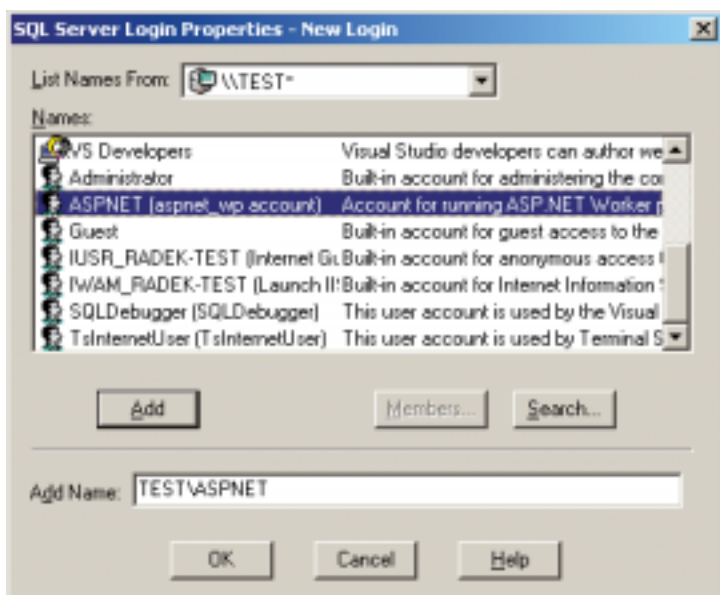 SQL Server Login Properties - New Login
List Names From: \\TEST*
Names:
VS Developers Visual Studio developers can author we
Administrator Built-in account for administering the co
ASPNET (aspnet_wp account) Account for running ASP.NET Worker p
Guest Built-in account for guest access to the
IUSR_RADEK-TEST (Internet Gu Built-in account for anonymous access
IWAM_RADEK-TEST (Launch II Built-in account for Internet Information
SQLDebugger (SQLDebugger) This user account is used by the Visual
TsInternetUser (TsInternetUser) This user account is used by Terminal S
Add Members... Search...
Add Name: TEST\ASPNET
OK Cancel Help